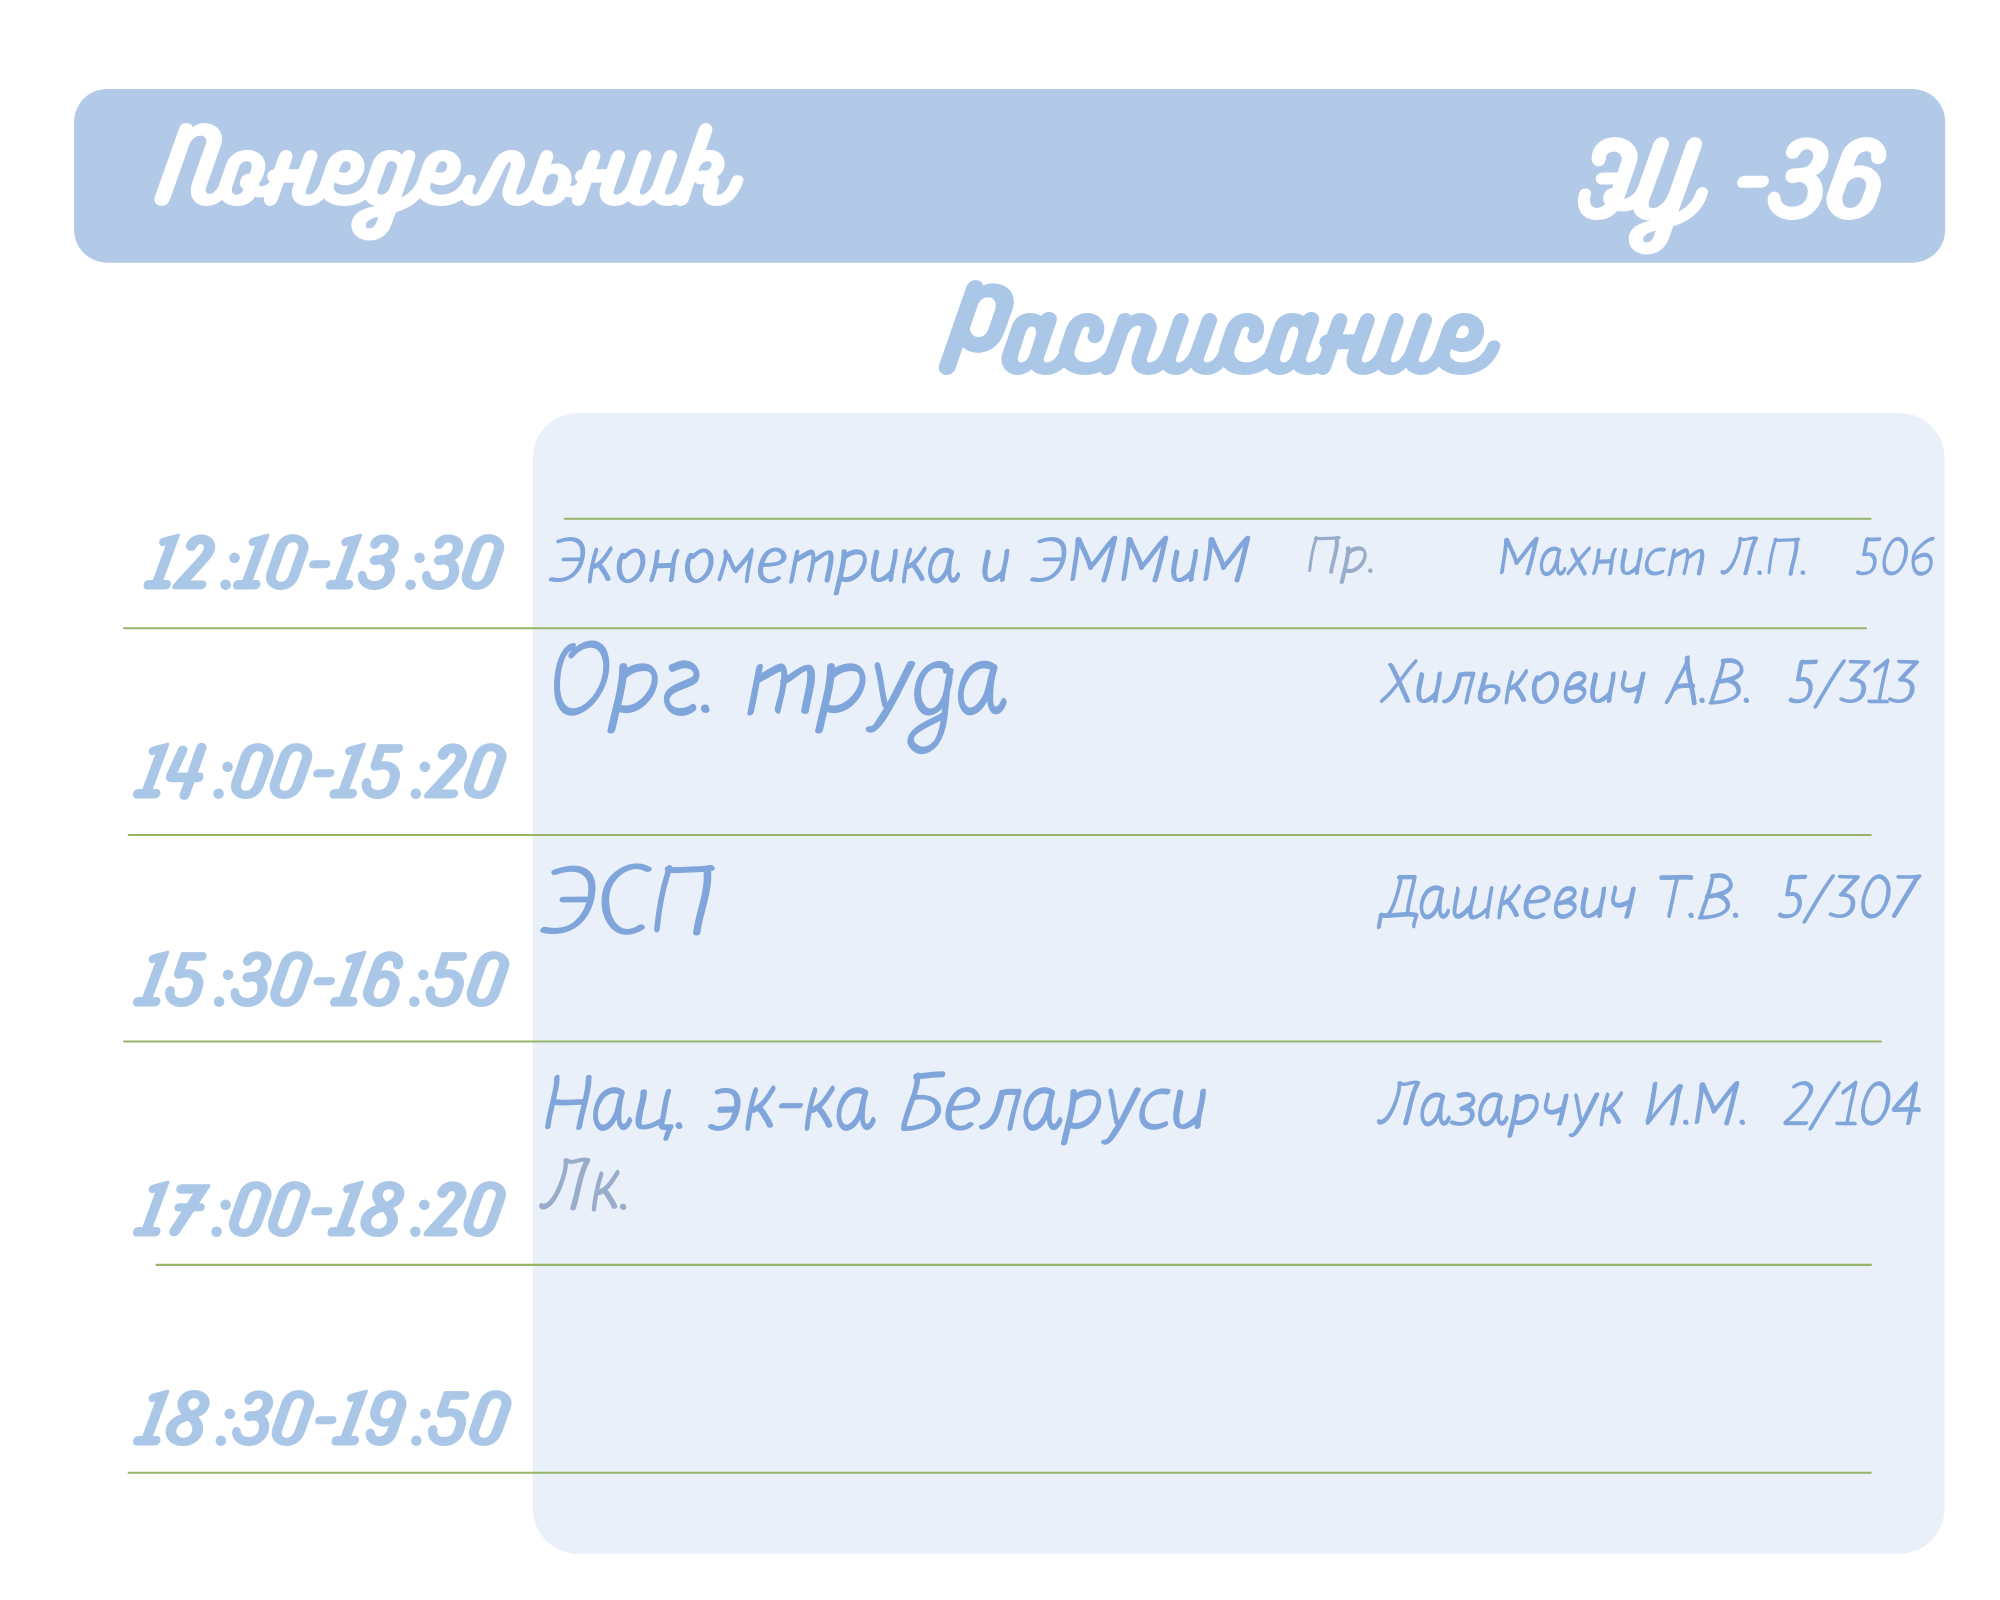 Понедельник ЭУ -36
Расписание
12:10-13:30 Эконометрика и ЭММиМ Пр. Махнист Л.П. 506
Орг. труда Хилькович А.В. 5/313
14:00-15:20
ЭСП Дашкевич Т.В. 5/307
15:30-16:50
Нац. эк-ка Беларуси Лазарчук И.М. 2/104
Лк.
17:00-18:20
18:30-19:50